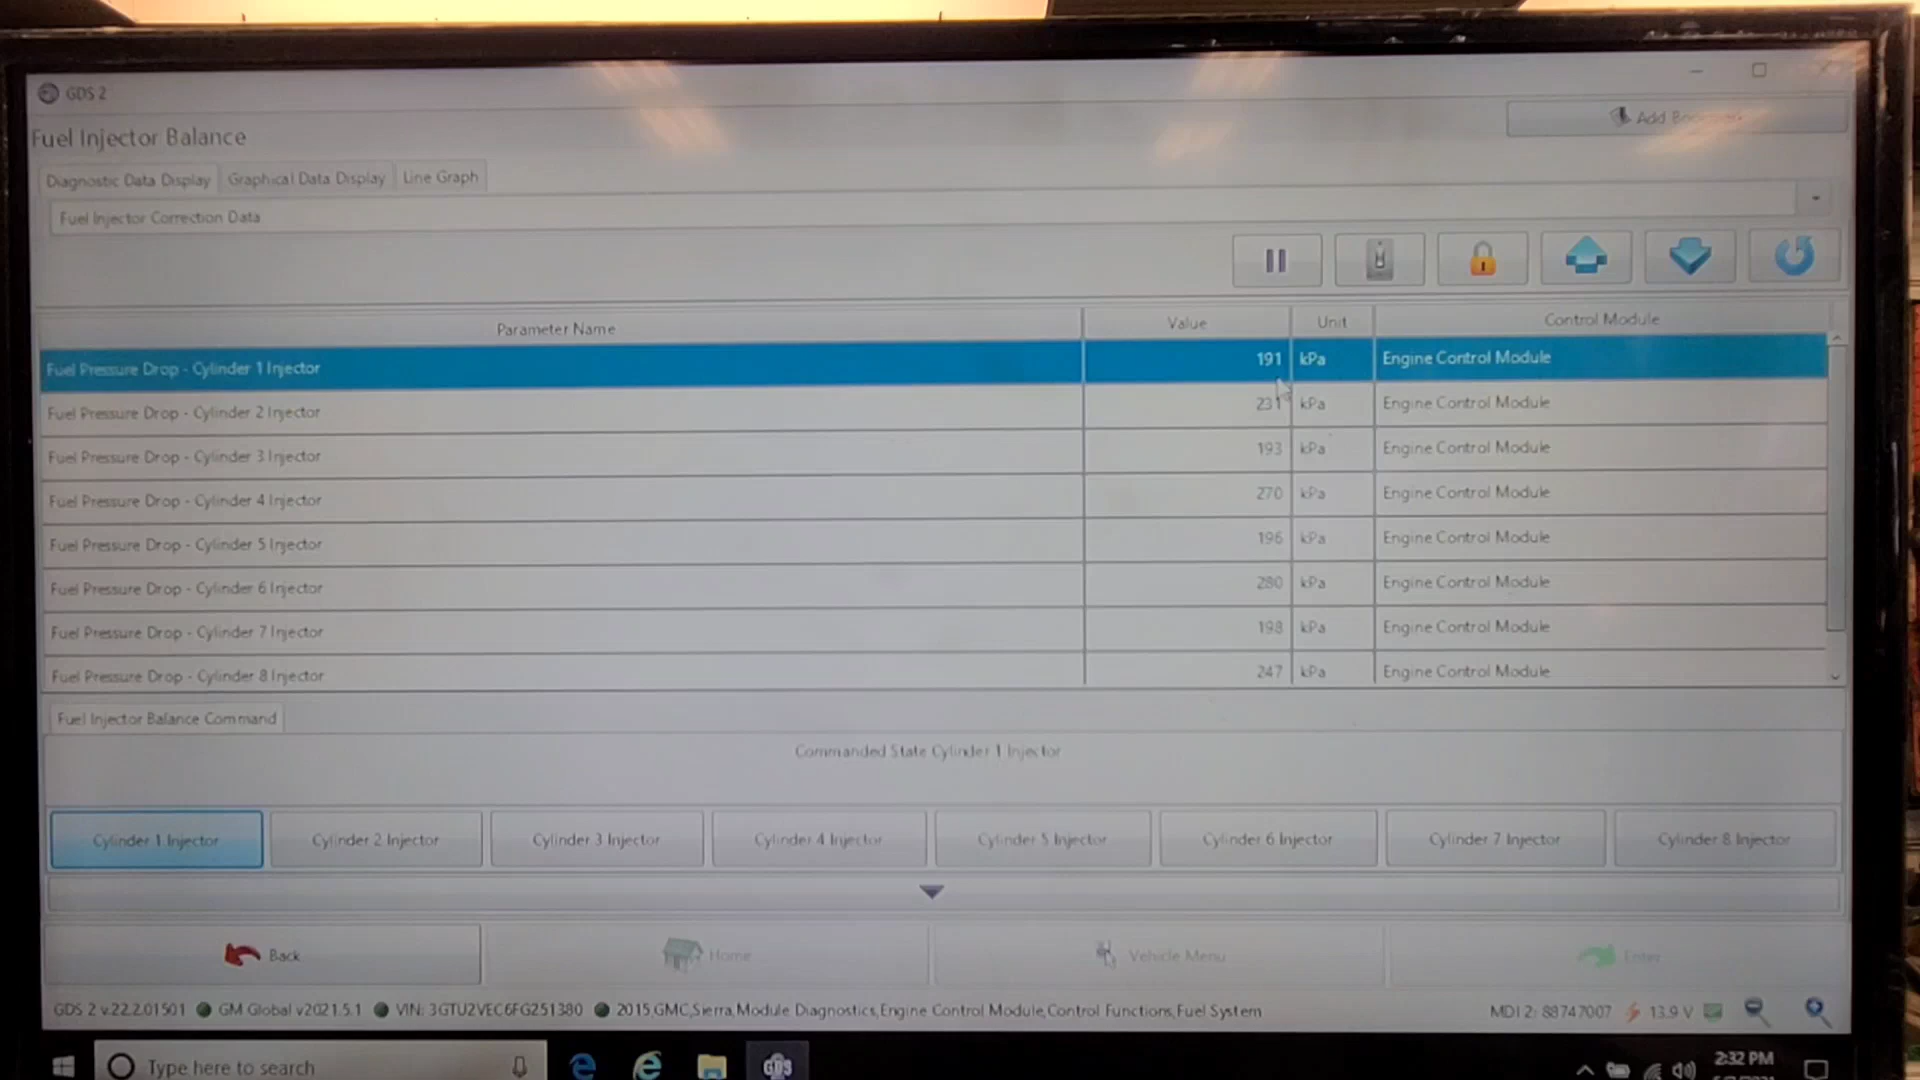 GDS 2
Fuel Injector Balance
Add
Diagnostic Data Display Graphical Data Display Line Graph
Fuel Injector Correction Data
Parameter Name Value Unit Control Module
Fuel Pressure Drop - Cylinder 1 Injector 191 kPa Engine Control Module
Fuel Pressure Drop - Cylinder 2 Injector 231 kPa Engine Control Module
Fuel Pressure Drop - Cylinder 3 Injector 193 kPa Engine Control Module
Fuel Pressure Drop - Cylinder 4 Injector 270 kPa Engine Control Module
Fuel Pressure Drop - Cylinder 5 Injector 196 kPa Engine Control Module
Fuel Pressure Drop - Cylinder 6 Injector 280 kPa Engine Control Module
Fuel Pressure Drop - Cylinder 7 Injector 198 kPa Engine Control Module
Fuel Pressure Drop - Cylinder 8 Injector 247 kPa Engine Control Module
Fuel Injector Balance Command
Commanded State Cylinder 1 Injector
Cylinder 1 Injector Cylinder 2 Injector Cylinder 3 Injector Cylinder 4 Injector Cylinder 5 Injector Cylinder 6 Injector Cylinder 7 Injector Cylinder 8 Injector
Back Home Vehicle Menu Enter
GDS 2 v.22.2.01501 GM Global v2021.5.1 VIN: 3GTU2VEC6FG251380 2015,GMC,Sierra,Module Diagnostics,Engine Control Module,Control Functions,Fuel System MDI 2: 88747007 13.9 V
Type here to search GDS 2:32 PM